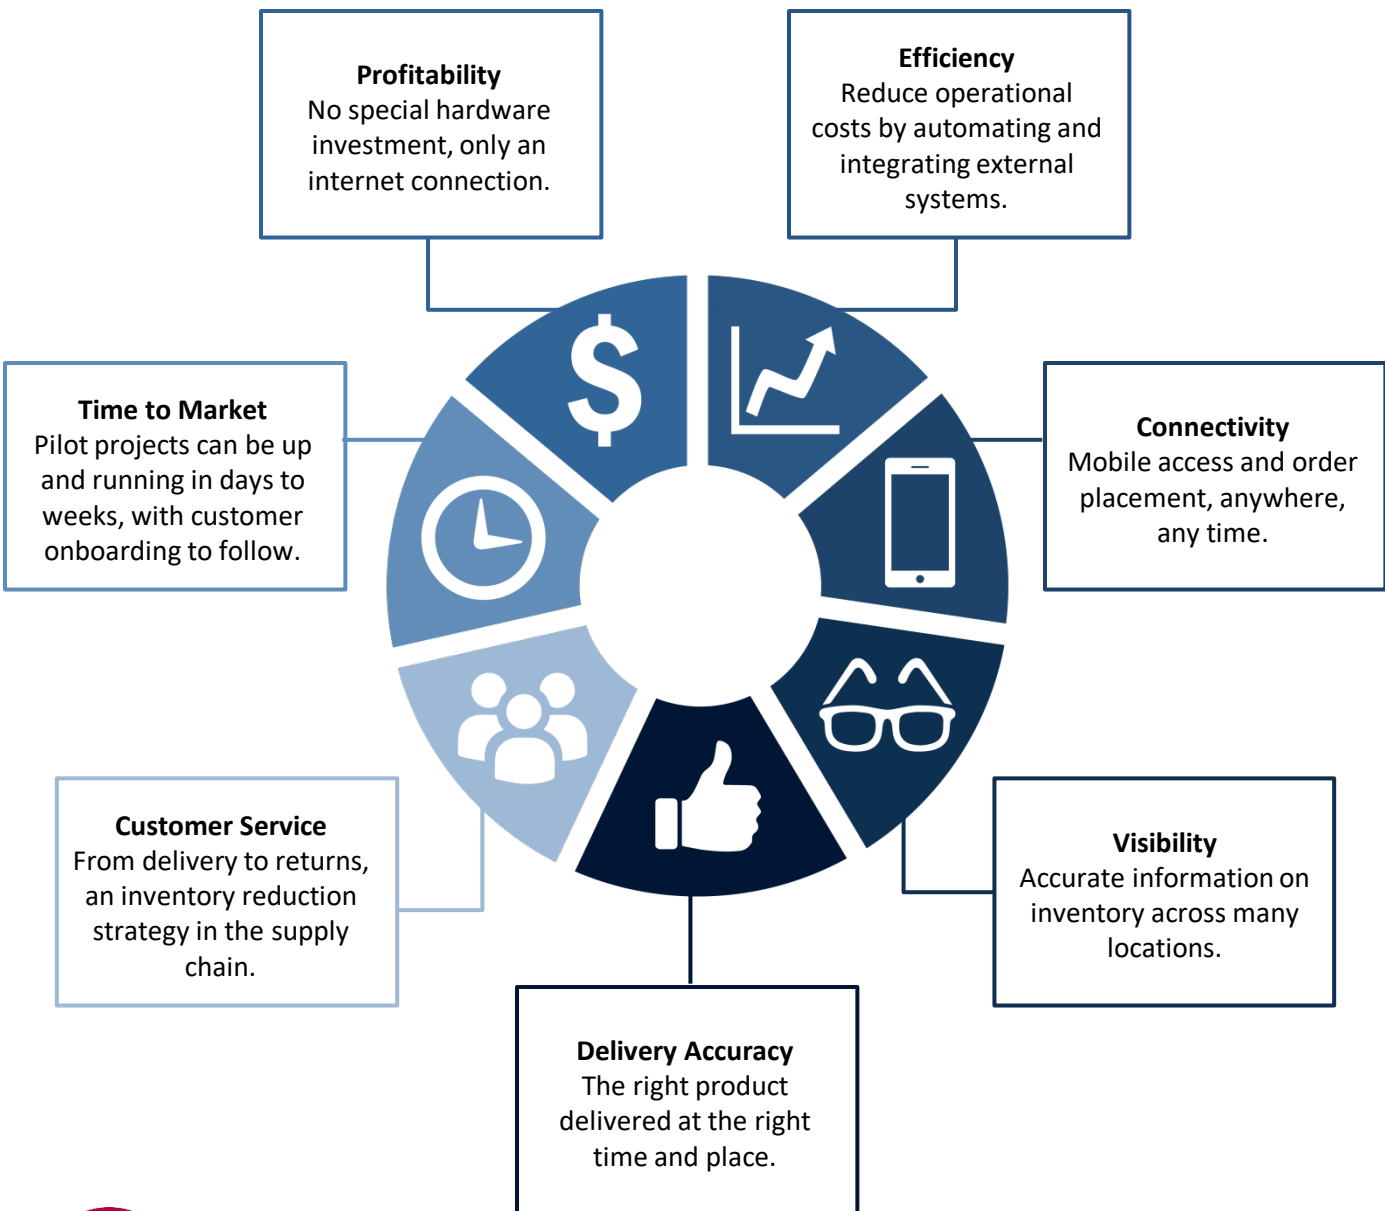 Profitability
No special hardware
investment, only an
internet connection.
Efficiency
Reduce operational
costs by automating and
integrating external
systems.
Time to Market
Pilot projects can be up
and running in days to
weeks, with customer
onboarding to follow.
Connectivity
Mobile access and order
placement, anywhere,
any time.
Customer Service
From delivery to returns,
an inventory reduction
strategy in the supply
chain.
Visibility
Accurate information on
inventory across many
locations.
Delivery Accuracy
The right product
delivered at the right
time and place.